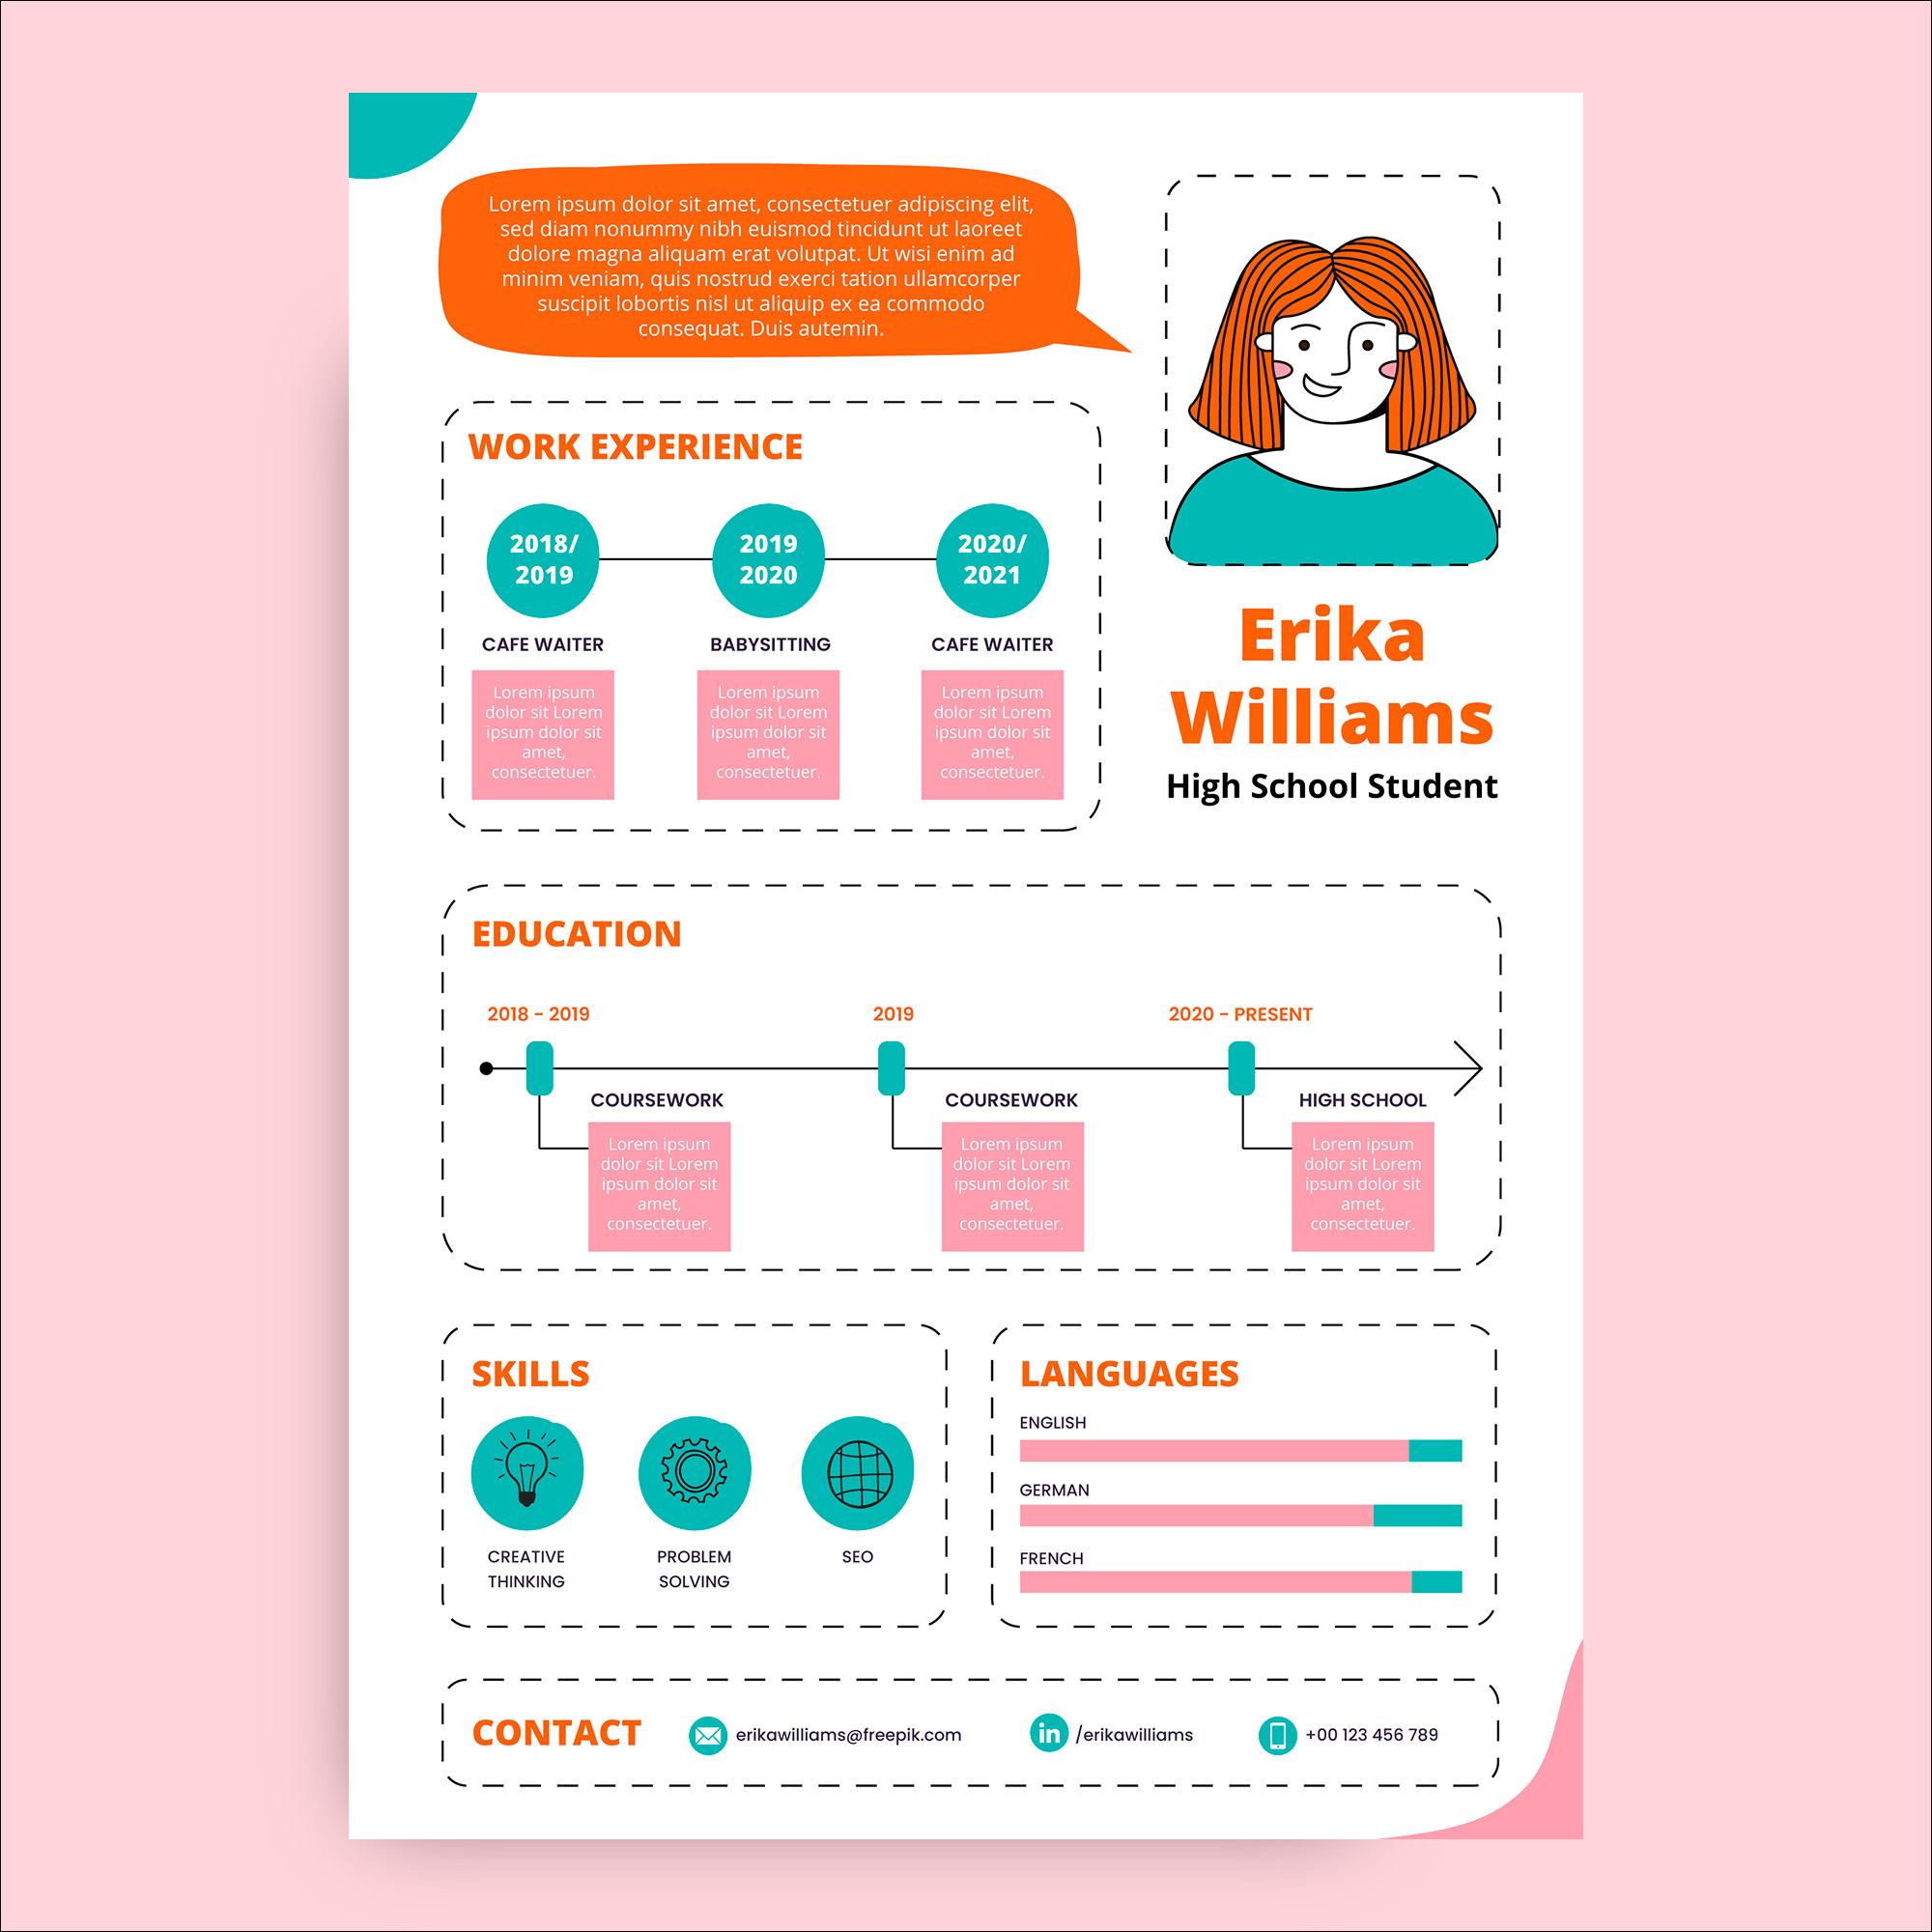 Lorem ipsum dolor sit amet, consectetuer adipiscing elit,
sed diam nonummy nibh euismod tincidunt ut laoreet
dolore magna aliquam erat volutpat. Ut wisi enim ad
minim veniam, quis nostrud exerci tation ullamcorper
suscipit lobortis nisl ut aliquip ex ea commodo
consequat. Duis autemin.
Erika
Williams
High School Student
WORK EXPERIENCE
2018/
2019
CAFE WAITER
Lorem ipsum
dolor sit Lorem
ipsum dolor sit
amet,
consectetuer.
2019
2020
BABYSITTING
Lorem ipsum
dolor sit Lorem
ipsum dolor sit
amet,
consectetuer.
2020/
2021
CAFE WAITER
Lorem ipsum
dolor sit Lorem
ipsum dolor sit
amet,
consectetuer.
EDUCATION
2018 - 2019
COURSEWORK
Lorem ipsum
dolor sit Lorem
ipsum dolor sit
amet,
consectetuer.
2019
COURSEWORK
Lorem ipsum
dolor sit Lorem
ipsum dolor sit
amet,
consectetuer.
2020 - PRESENT
HIGH SCHOOL
Lorem ipsum
dolor sit Lorem
ipsum dolor sit
amet,
consectetuer.
SKILLS
CREATIVE
THINKING
PROBLEM
SOLVING
SEO
LANGUAGES
ENGLISH
GERMAN
FRENCH
CONTACT
erikawilliams@freepik.com
in /erikawilliams
+00 123 456 789